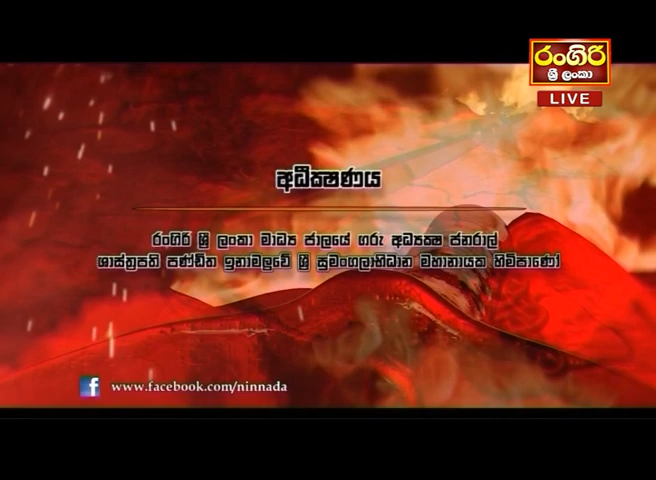 රංගිරි
ශ්‍රී ලංකා
LIVE
අධීක්ෂණය
රංගිරි ශ්‍රී ලංකා මාධ්‍ය ජාලයේ ගරු අධ්‍යක්ෂ ජනරාල්
ශාස්ත්‍රපති පණ්ඩිත ඉනාමලුවේ ශ්‍රී සුමංගලාභිධාන මහානායක හිමිපාණෝ
www.facebook.com/ninnada